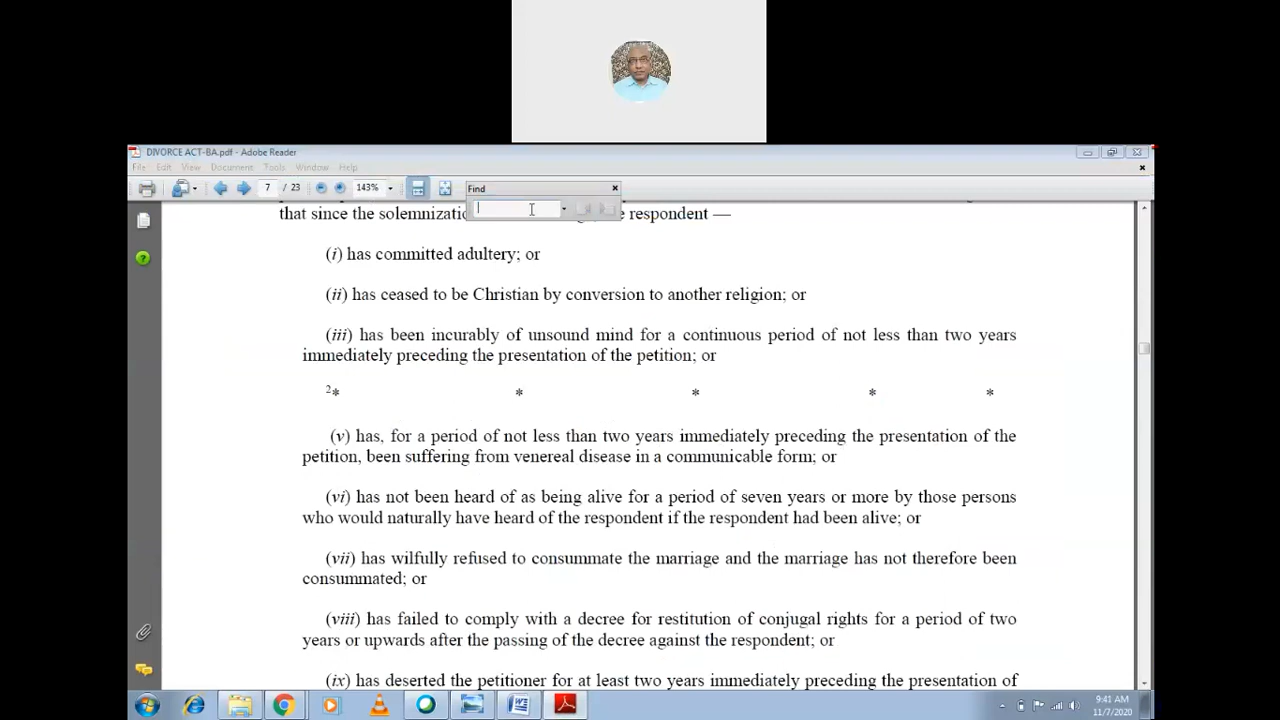 DIVORCE ACT-BA.pdf - Adobe Reader
File Edit View Document Tools Window Help
7 / 23 143%
Find
that since the respondent —
(i) has committed adultery; or
(ii) has ceased to be Christian by conversion to another religion; or
(iii) has been incurably of unsound mind for a continuous period of not less than two years
immediately preceding the presentation of the petition; or
2* * * * *
(v) has, for a period of not less than two years immediately preceding the presentation of the
petition, been suffering from venereal disease in a communicable form; or
(vi) has not been heard of as being alive for a period of seven years or more by those persons
who would naturally have heard of the respondent if the respondent had been alive; or
(vii) has wilfully refused to consummate the marriage and the marriage has not therefore been
consummated; or
(viii) has failed to comply with a decree for restitution of conjugal rights for a period of two
years or upwards after the passing of the decree against the respondent; or
(ix) has deserted the petitioner for at least two years immediately preceding the presentation of
9:41 AM
11/7/2020